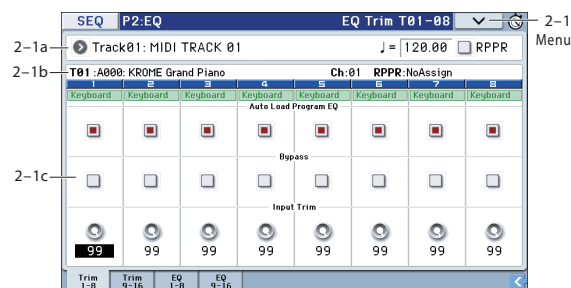 SEQ P2:EQ EQ Trim T01-08
2-1
Menu
2-1a Track01: MIDI TRACK 01 ♩= 120.00 RPPR
2-1b T01 :A000: KROME Grand Piano Ch:01 RPPR:NoAssign
1 2 3 4 5 6 7 8
Keyboard Keyboard Keyboard Keyboard Keyboard Keyboard Keyboard Keyboard
Auto Load Program EQ
Bypass
2-1c
Input Trim
99 99 99 99 99 99 99 99
Trim 1-8 Trim 9-16 EQ 1-8 EQ 9-16